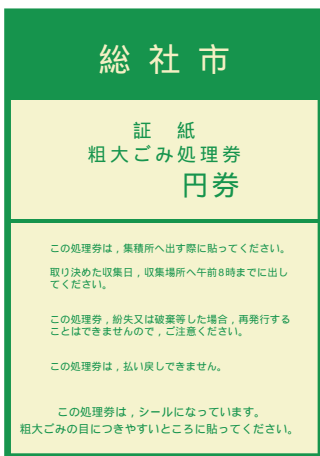 総社市
証 紙
粗大ごみ処理券
円券
この処理券は,集積所へ出す際に貼ってください。
取り決めた収集日,収集場所へ午前8時までに出し
てください。
この処理券,紛失又は破棄等した場合,再発行する
ことはできませんので,ご注意ください。
この処理券は,払い戻しできません。
この処理券は,シールになっています。
粗大ごみの目につきやすいところに貼ってください。